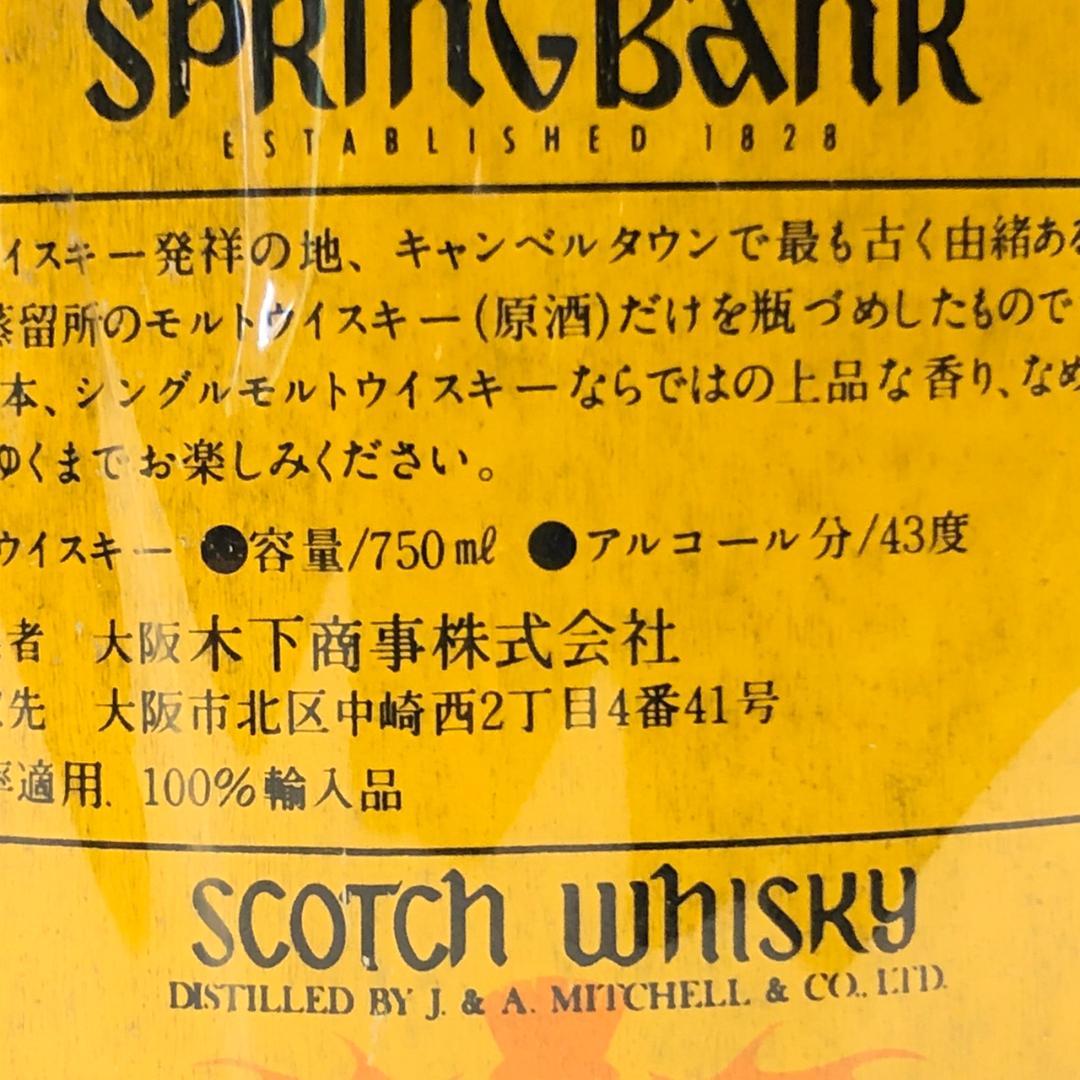 SPRINGBANK
ESTABLISHED 1828
イスキー発祥の地、キャンベルタウンで最も古く由緒ある
蒸留所のモルトウイスキー(原酒)だけを瓶づめしたもので
本、シングルモルトウイスキーならではの上品な香り、なめ
ゆくまでお楽しみください。
ウイスキー ●容量/750㎖ ●アルコール分/43度
者 大阪木下商事株式会社
先 大阪市北区中崎西2丁目4番41号
率適用. 100%輸入品
SCOTCH WHISKY
DISTILLED BY J. & A. MITCHELL & CO., LTD.